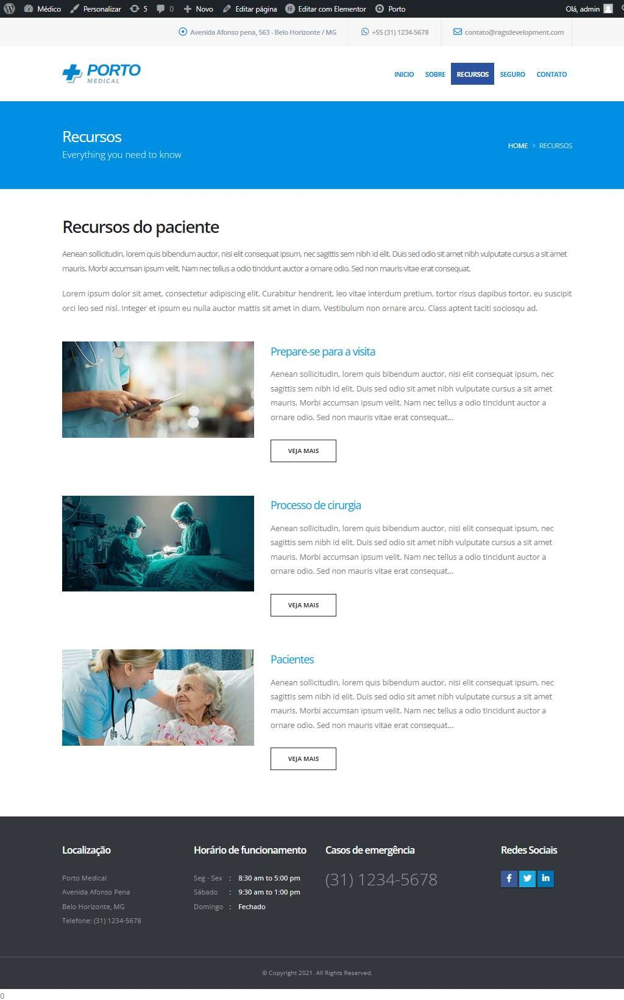 Médico Personalizar 5 0 Novo Editar página Editar com Elementor Porto Olá, admin
Avenida Afonso pena, 563 - Belo Horizonte / MG +55 (31) 1234-5678 contato@ragsdevelopment.com
PORTO
MEDICAL
INICIO SOBRE RECURSOS SEGURO CONTATO
Recursos
Everything you need to know
HOME > RECURSOS
Recursos do paciente
Aenean sollicitudin, lorem quis bibendum auctor, nisi elit consequat ipsum, nec sagittis sem nibh id elit. Duis sed odio sit amet nibh vulputate cursus a sit amet
mauris. Morbi accumsan ipsum velit. Nam nec tellus a odio tincidunt auctor a ornare odio. Sed non mauris vitae erat consequat.
Lorem ipsum dolor sit amet, consectetur adipiscing elit. Curabitur hendrerit, leo vitae interdum pretium, tortor risus dapibus tortor, eu suscipit
orci leo sed nisl. Integer et ipsum eu nulla auctor mattis sit amet in diam. Vestibulum non ornare arcu. Class aptent taciti sociosqu ad.
Prepare-se para a visita
Aenean sollicitudin, lorem quis bibendum auctor, nisi elit consequat ipsum, nec
sagittis sem nibh id elit. Duis sed odio sit amet nibh vulputate cursus a sit amet
mauris. Morbi accumsan ipsum velit. Nam nec tellus a odio tincidunt auctor a
ornare odio. Sed non mauris vitae erat consequat...
VEJA MAIS
Processo de cirurgia
Aenean sollicitudin, lorem quis bibendum auctor, nisi elit consequat ipsum, nec
sagittis sem nibh id elit. Duis sed odio sit amet nibh vulputate cursus a sit amet
mauris. Morbi accumsan ipsum velit. Nam nec tellus a odio tincidunt auctor a
ornare odio. Sed non mauris vitae erat consequat...
VEJA MAIS
Pacientes
Aenean sollicitudin, lorem quis bibendum auctor, nisi elit consequat ipsum, nec
sagittis sem nibh id elit. Duis sed odio sit amet nibh vulputate cursus a sit amet
mauris. Morbi accumsan ipsum velit. Nam nec tellus a odio tincidunt auctor a
ornare odio. Sed non mauris vitae erat consequat...
VEJA MAIS
Localização
Porto Medical
Avenida Afonso Pena
Belo Horizonte, MG
Telefone: (31) 1234-5678
Horário de funcionamento
Seg - Sex : 8:30 am to 5:00 pm
Sábado : 9:30 am to 1:00 pm
Domingo : Fechado
Casos de emergência
(31) 1234-5678
Redes Sociais
© Copyright 2021. All Rights Reserved.
0